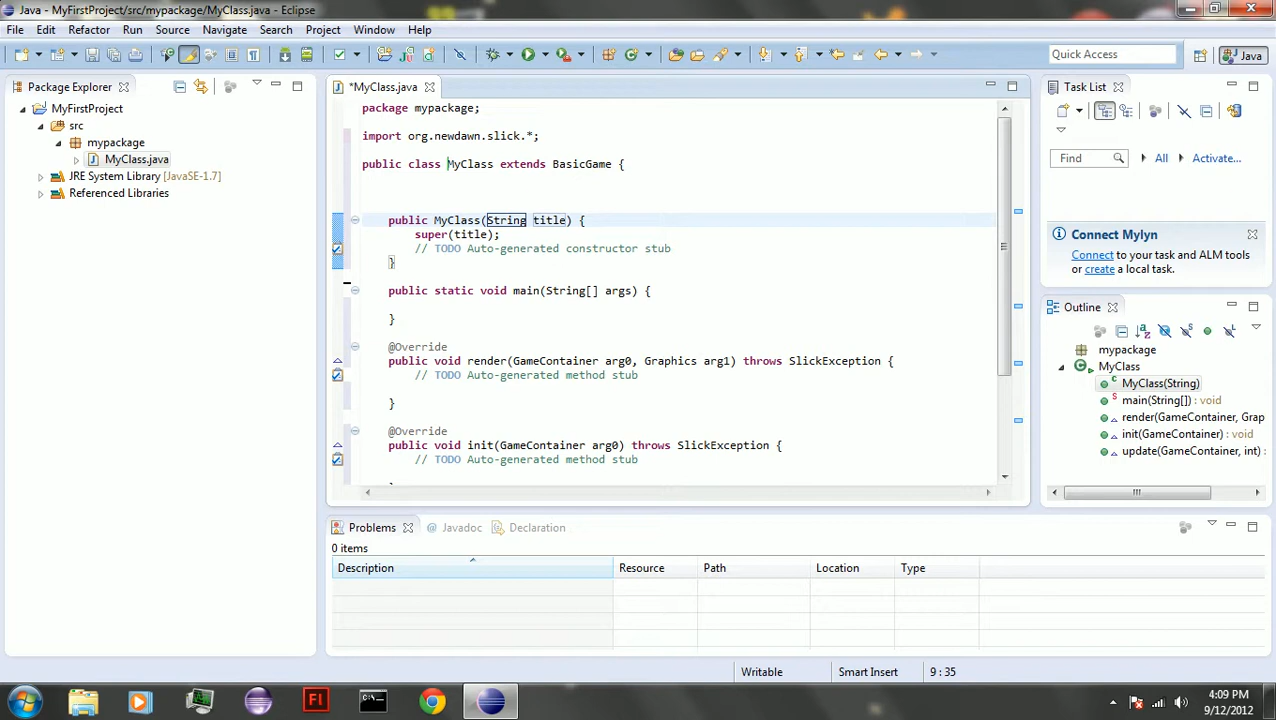 Java - MyFirstProject/src/mypackage/MyClass.java - Eclipse
File Edit Refactor Run Source Navigate Search Project Window Help
Quick Access
Java
Package Explorer
MyFirstProject
src
mypackage
MyClass.java
JRE System Library [JavaSE-1.7]
Referenced Libraries
*MyClass.java
package mypackage;
import org.newdawn.slick.*;
public class MyClass extends BasicGame {
public MyClass(String title) {
super(title);
// TODO Auto-generated constructor stub
}
public static void main(String[] args) {
}
@Override
public void render(GameContainer arg0, Graphics arg1) throws SlickException {
// TODO Auto-generated method stub
}
@Override
public void init(GameContainer arg0) throws SlickException {
// TODO Auto-generated method stub
Task List
Find All Activate...
Connect Mylyn
Connect to your task and ALM tools
or create a local task.
Outline
mypackage
MyClass
MyClass(String)
main(String[]) : void
render(GameContainer, Grap
init(GameContainer) : void
update(GameContainer, int) :
Problems Javadoc Declaration
0 items
Description Resource Path Location Type
Writable Smart Insert 9 : 35
4:09 PM
9/12/2012